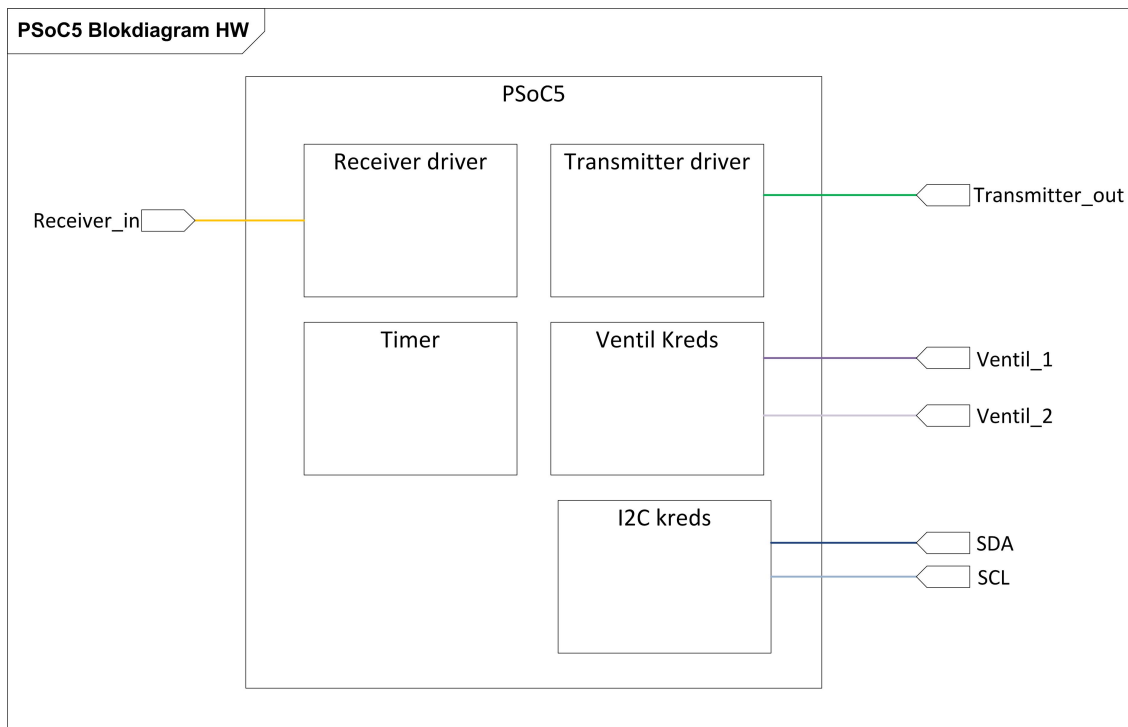 PSoC5 Blokdiagram HW
PSoC5
Receiver driver
Transmitter driver
Receiver_in
Transmitter_out
Timer
Ventil Kreds
Ventil_1
Ventil_2
I2C kreds
SDA
SCL